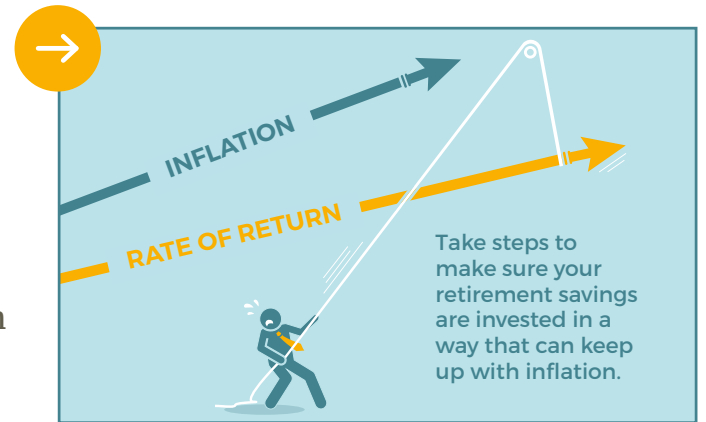 INFLATION
RATE OF RETURN
Take steps to
make sure your
retirement savings
are invested in a
way that can keep
up with inflation.